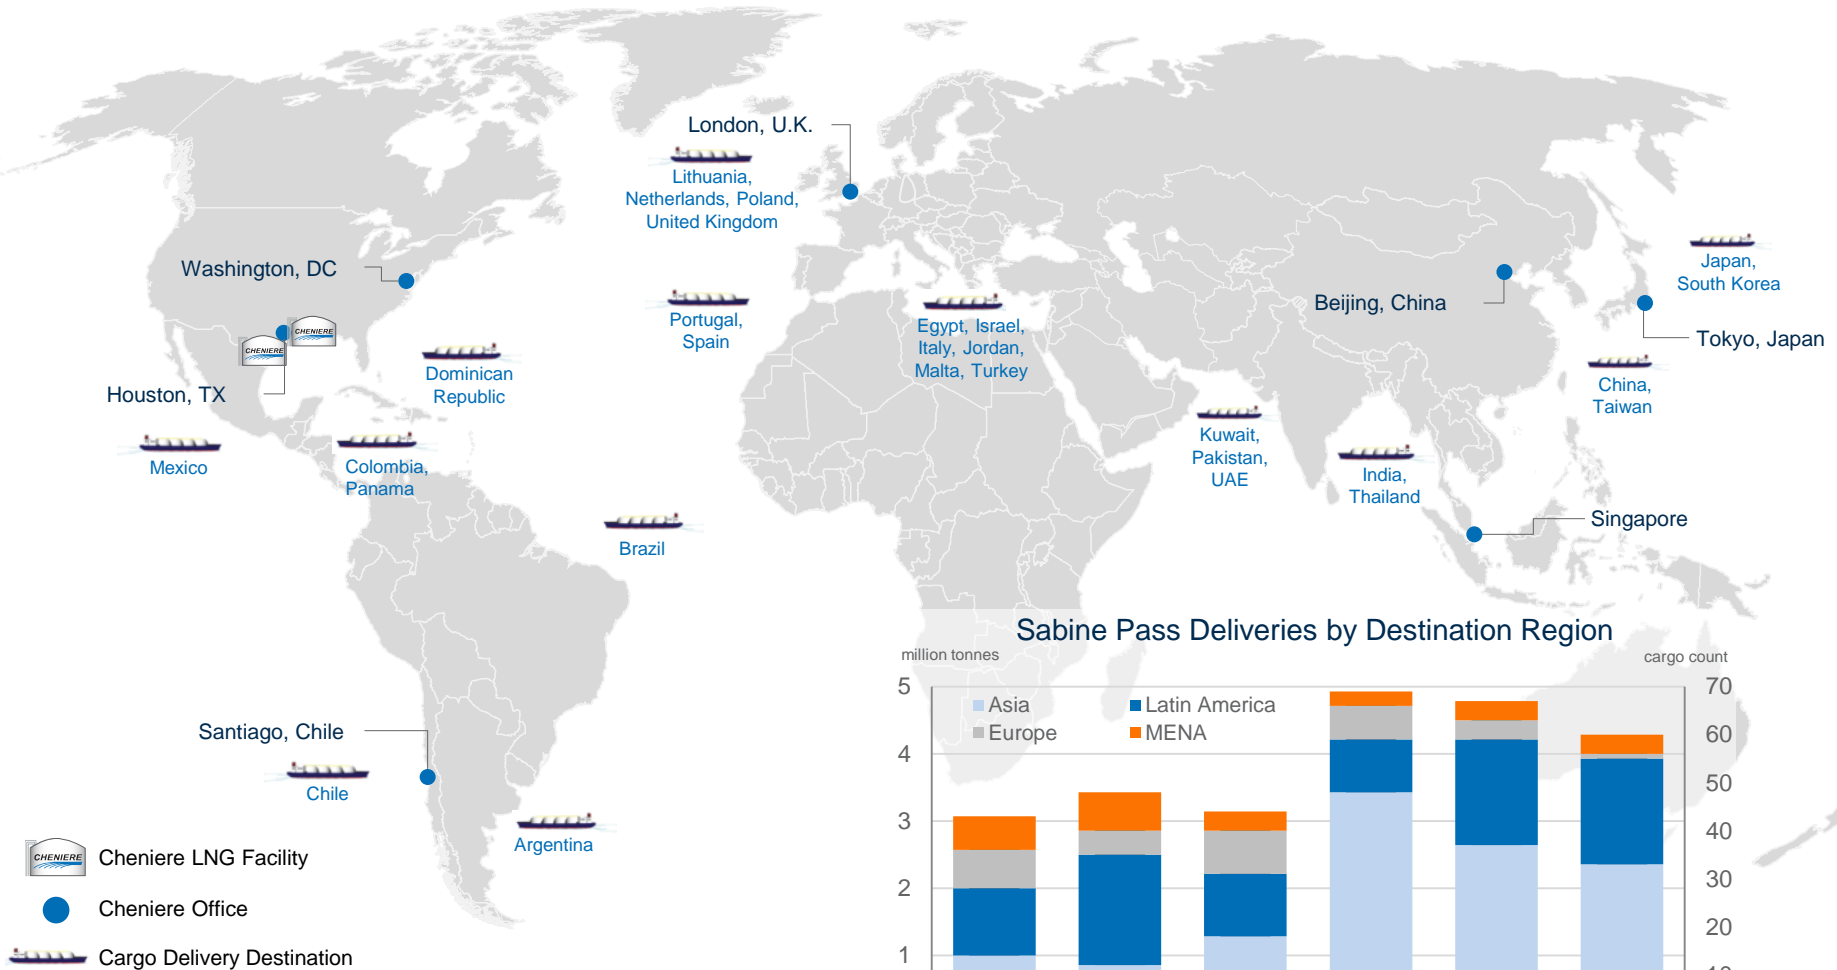 London, U.K.
Lithuania,
Netherlands, Poland,
United Kingdom
Washington, DC
Japan,
South Korea
Beijing, China
Portugal,
Spain
Egypt, Israel,
Italy, Jordan,
Malta, Turkey
Tokyo, Japan
CHENIERE
CHENIERE
Dominican
Republic
Houston, TX
China,
Taiwan
Mexico
Colombia,
Panama
Kuwait,
Pakistan,
UAE
India,
Thailand
Singapore
Brazil
Santiago, Chile
Chile
Argentina
CHENIERE
Cheniere LNG Facility
Cheniere Office
Cargo Delivery Destination
Sabine Pass Deliveries by Destination Region
million tonnes
cargo count
Asia
Latin America
Europe
MENA
5
4
3
2
1
70
60
50
40
30
20
10